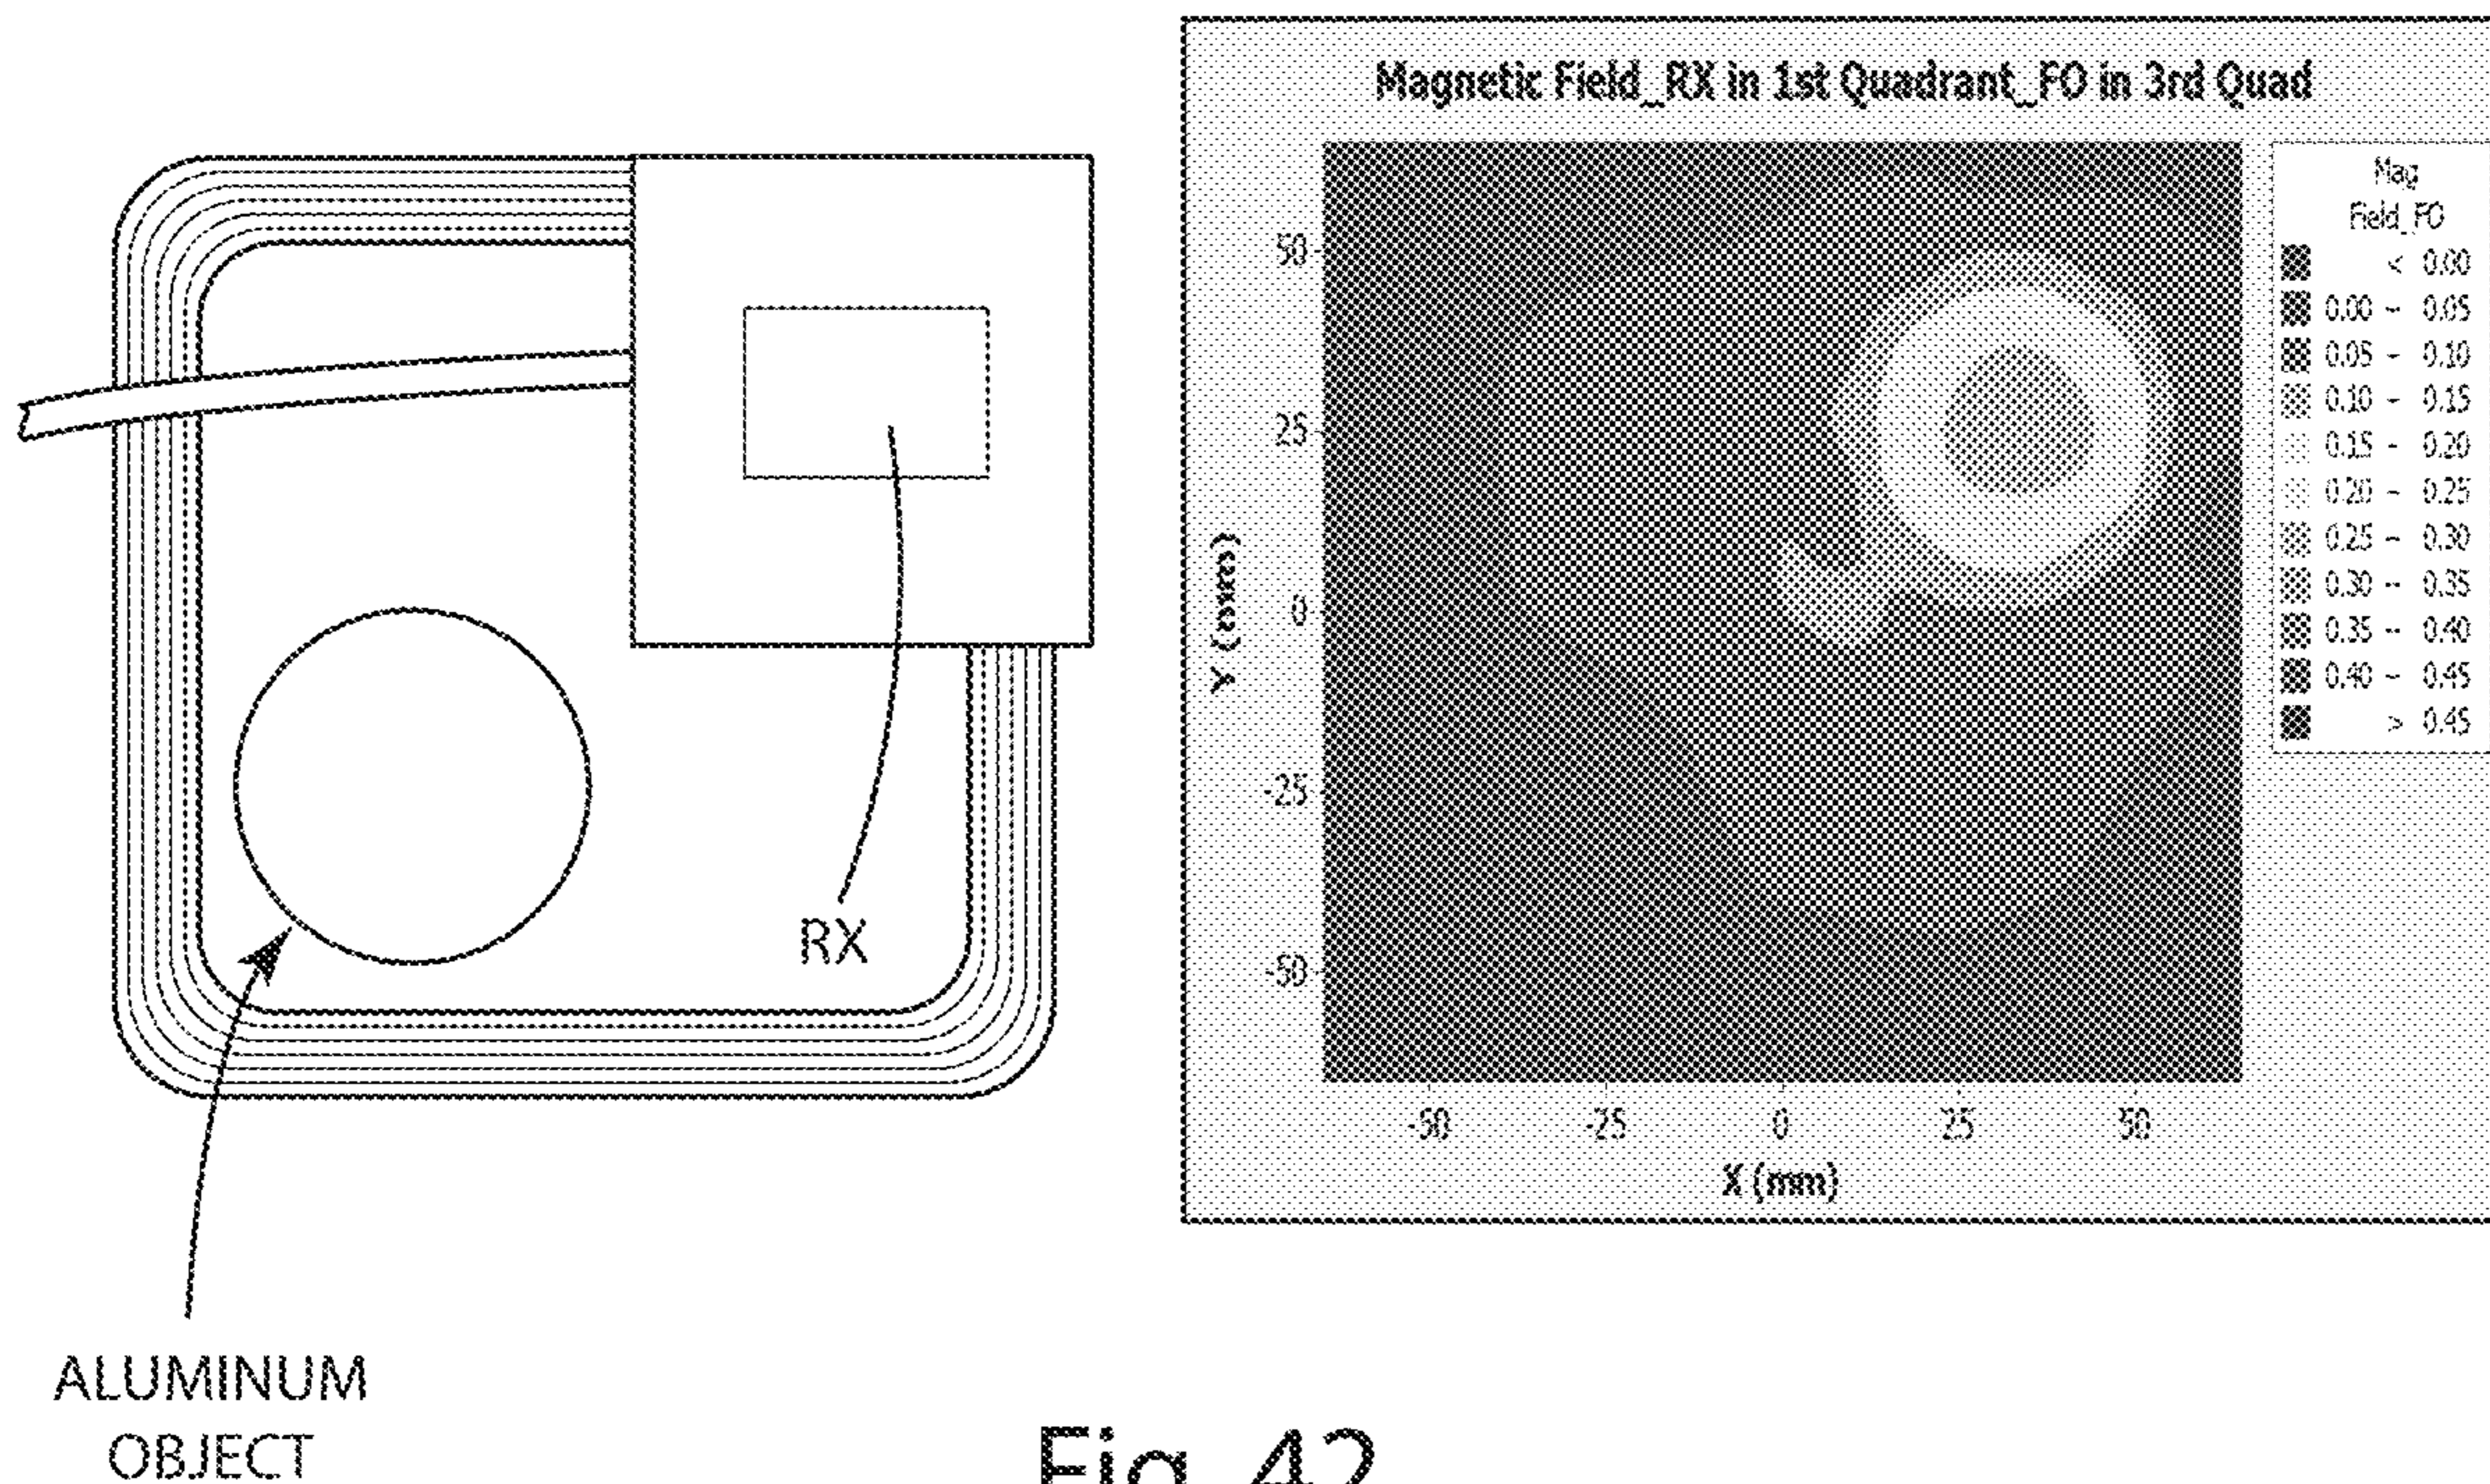 Magnetic Field_RX in 1st Quadrant_FO in 3rd Quad
Mag
Field_FO
< 0.00
0.00 - 0.05
0.05 - 0.10
0.10 - 0.15
0.15 - 0.20
0.20 - 0.25
0.25 - 0.30
0.30 - 0.35
0.35 - 0.40
0.40 - 0.45
> 0.45
50
25
0
-25
-50
Y (mm)
-50 -25 0 25 50
X (mm)
RX
ALUMINUM
OBJECT
Fig. 42